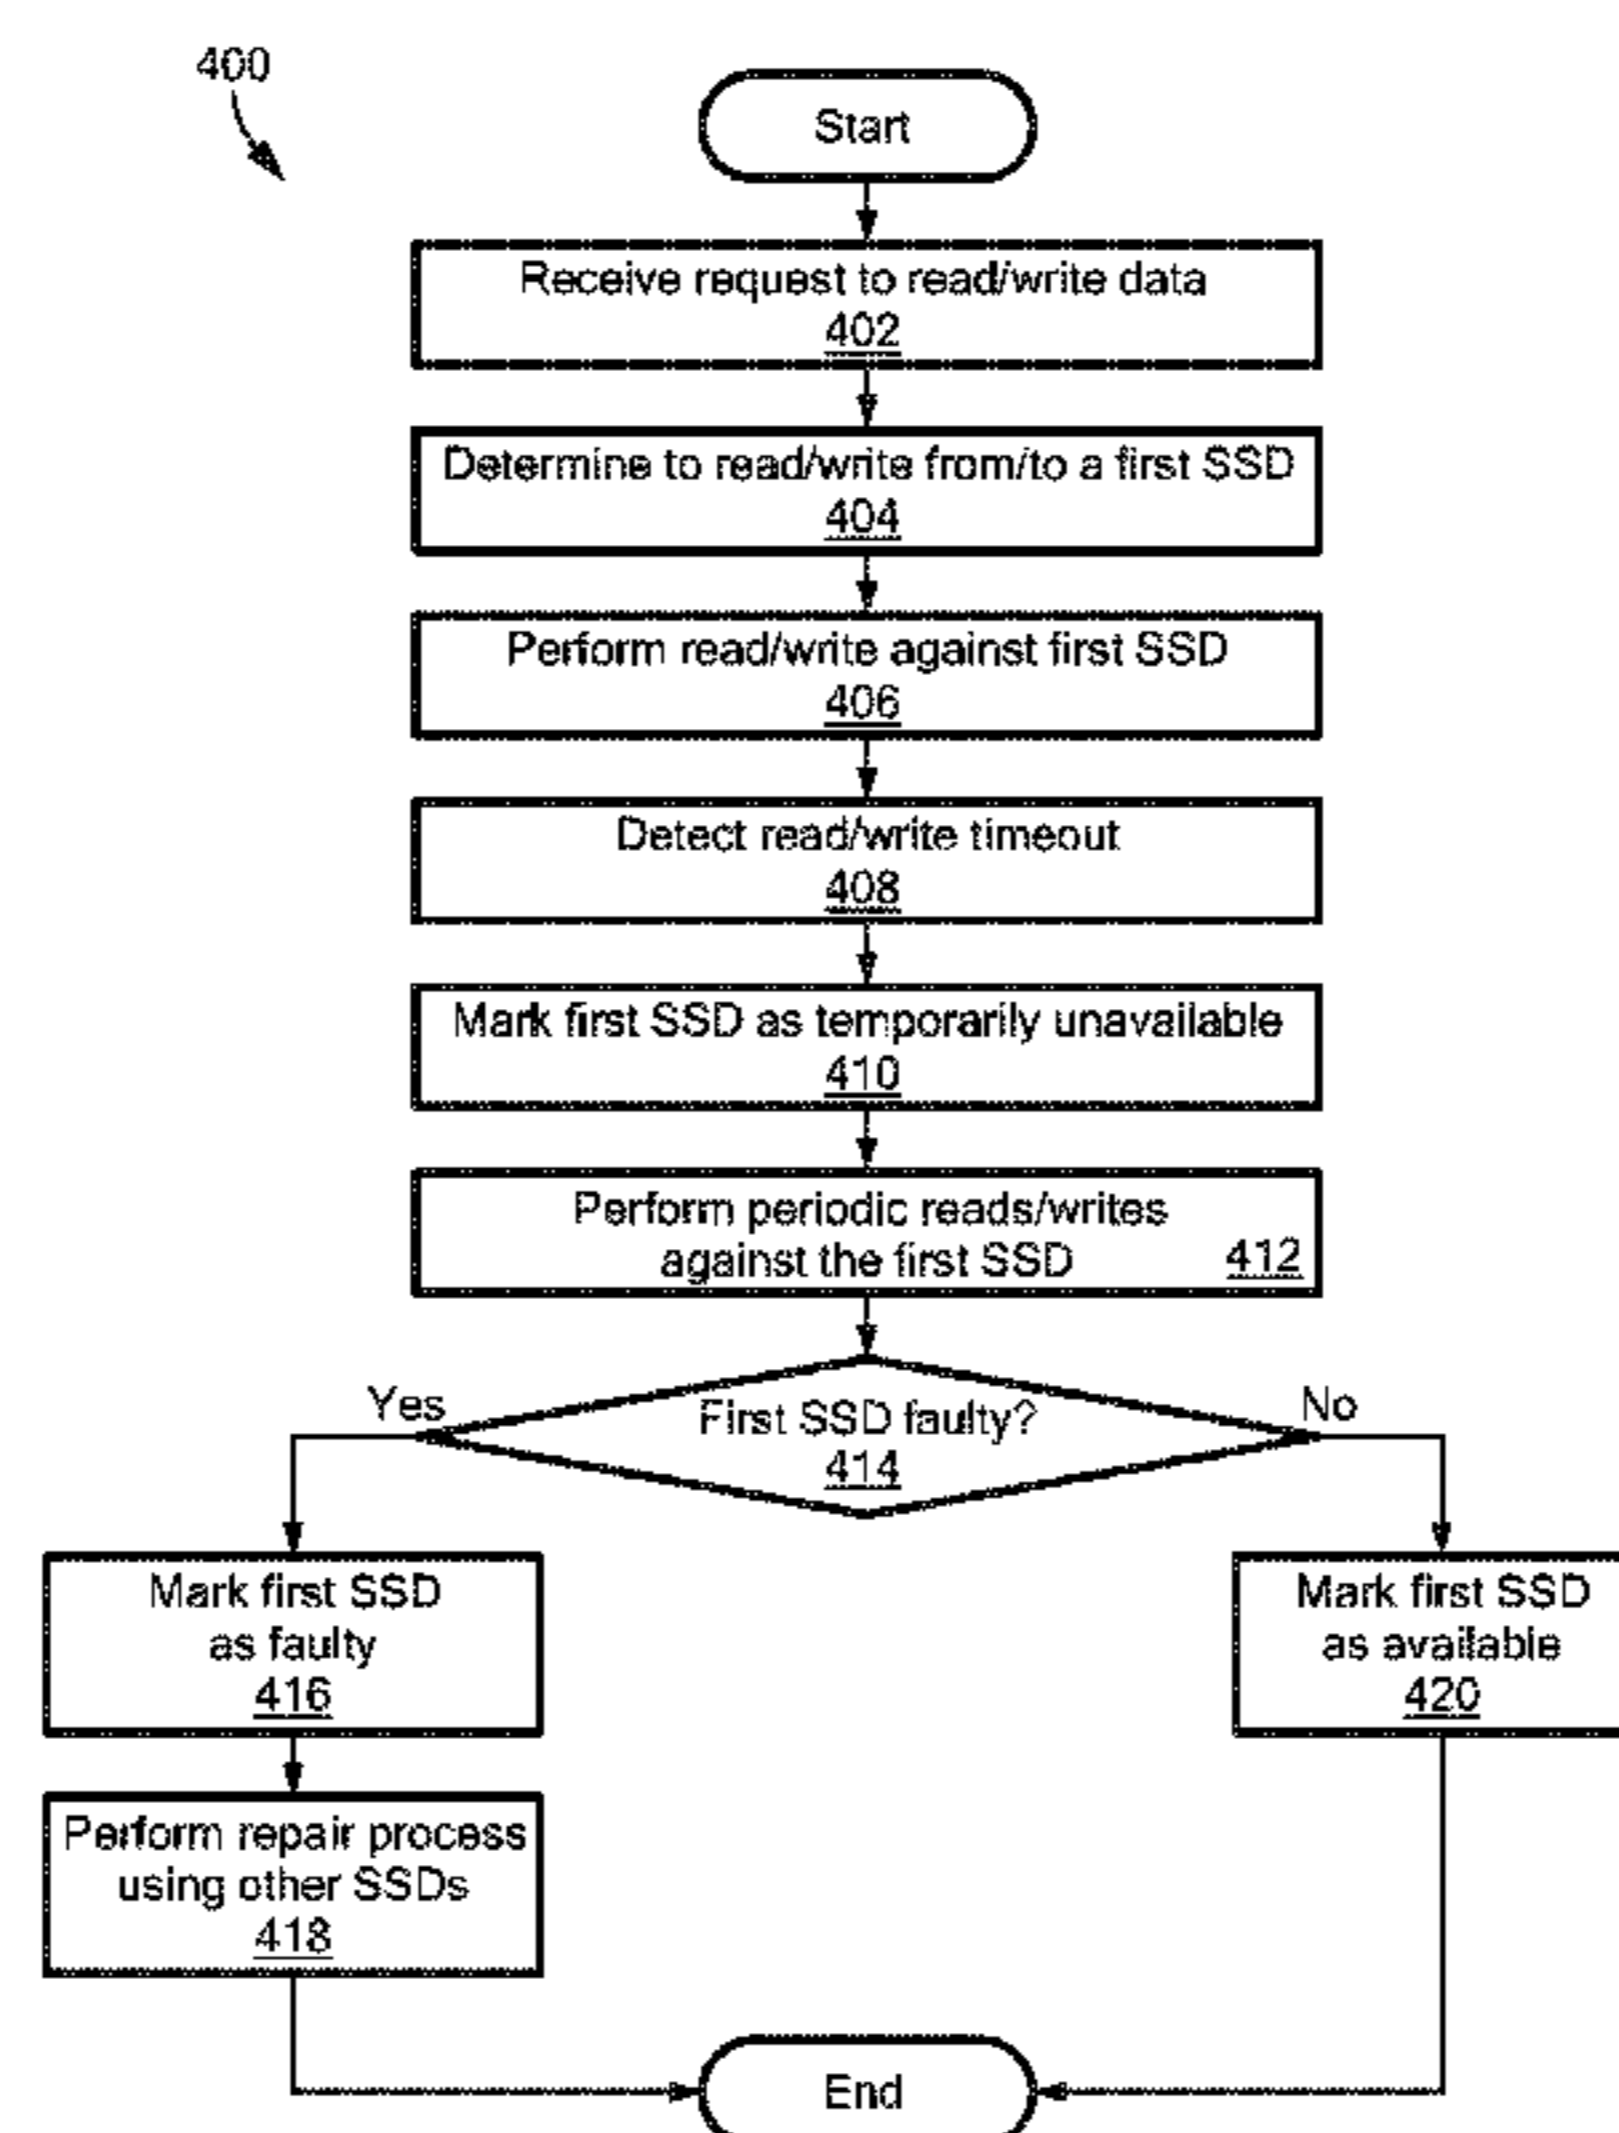 400
Start
Receive request to read/write data
402
Determine to read/write from/to a first SSD
404
Perform read/write against first SSD
406
Detect read/write timeout
408
Mark first SSD as temporarily unavailable
410
Perform periodic reads/writes
against the first SSD
412
First SSD faulty?
414
Yes
No
Mark first SSD
as faulty
416
Perform repair process
using other SSDs
418
Mark first SSD
as available
420
End